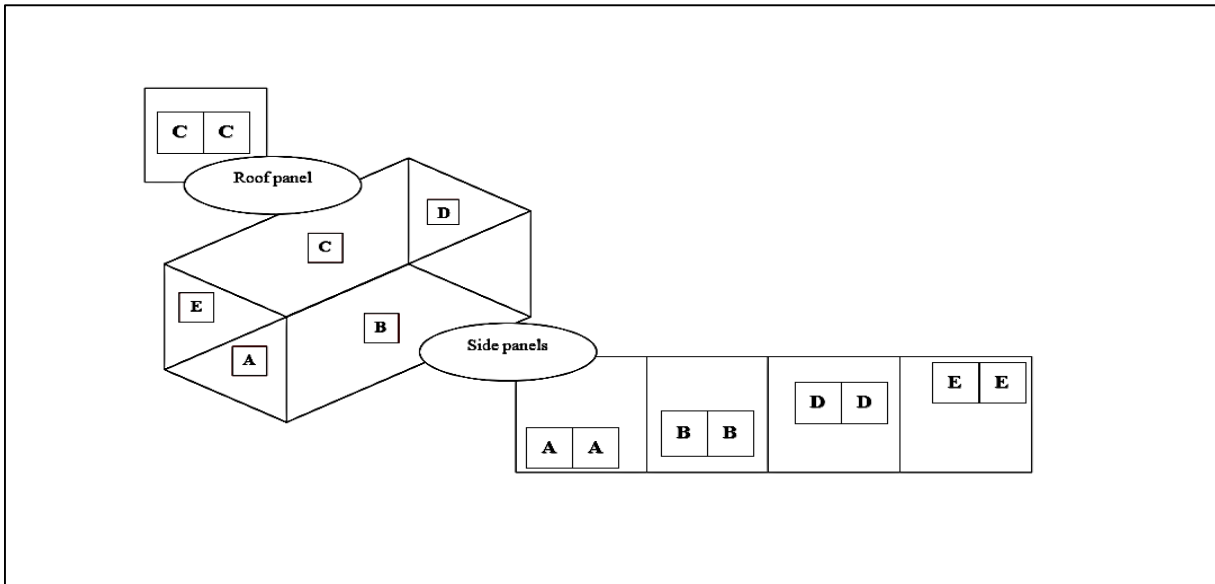 C C
Roof panel
D
C
E
B
A
Side panels
E E
D D
B B
A A